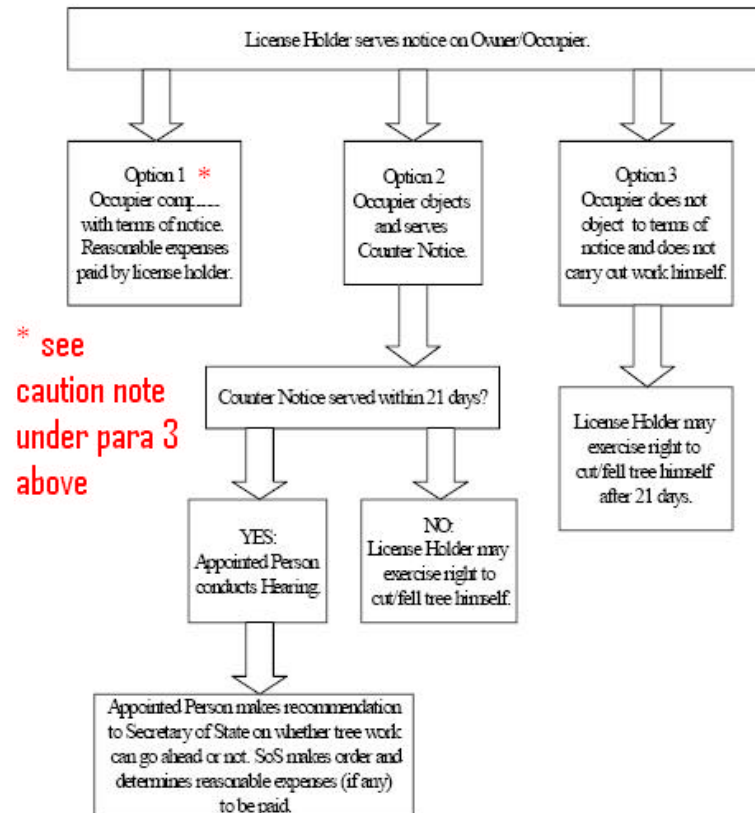 License Holder serves notice on Owner/Occupier.
Option 1 *
Occupier
with terms of notice.
Reasonable expenses
paid by license holder.
Option 2
Occupier objects
and serves
Counter Notice.
Option 3
Occupier does not
object to terms of
notice and does not
carry out work himself.
* see
caution note
under para 3
above
Counter Notice served within 21 days?
License Holder may
exercise right to
cut/fell tree himself
after 21 days.
YES:
Appointed Person
conducts Hearing.
NO:
License Holder may
exercise right to
cut/fell tree himself.
Appointed Person makes recommendation
to Secretary of State on whether tree work
can go ahead or not. SoS makes order and
determines reasonable expenses (if any)
to be paid.